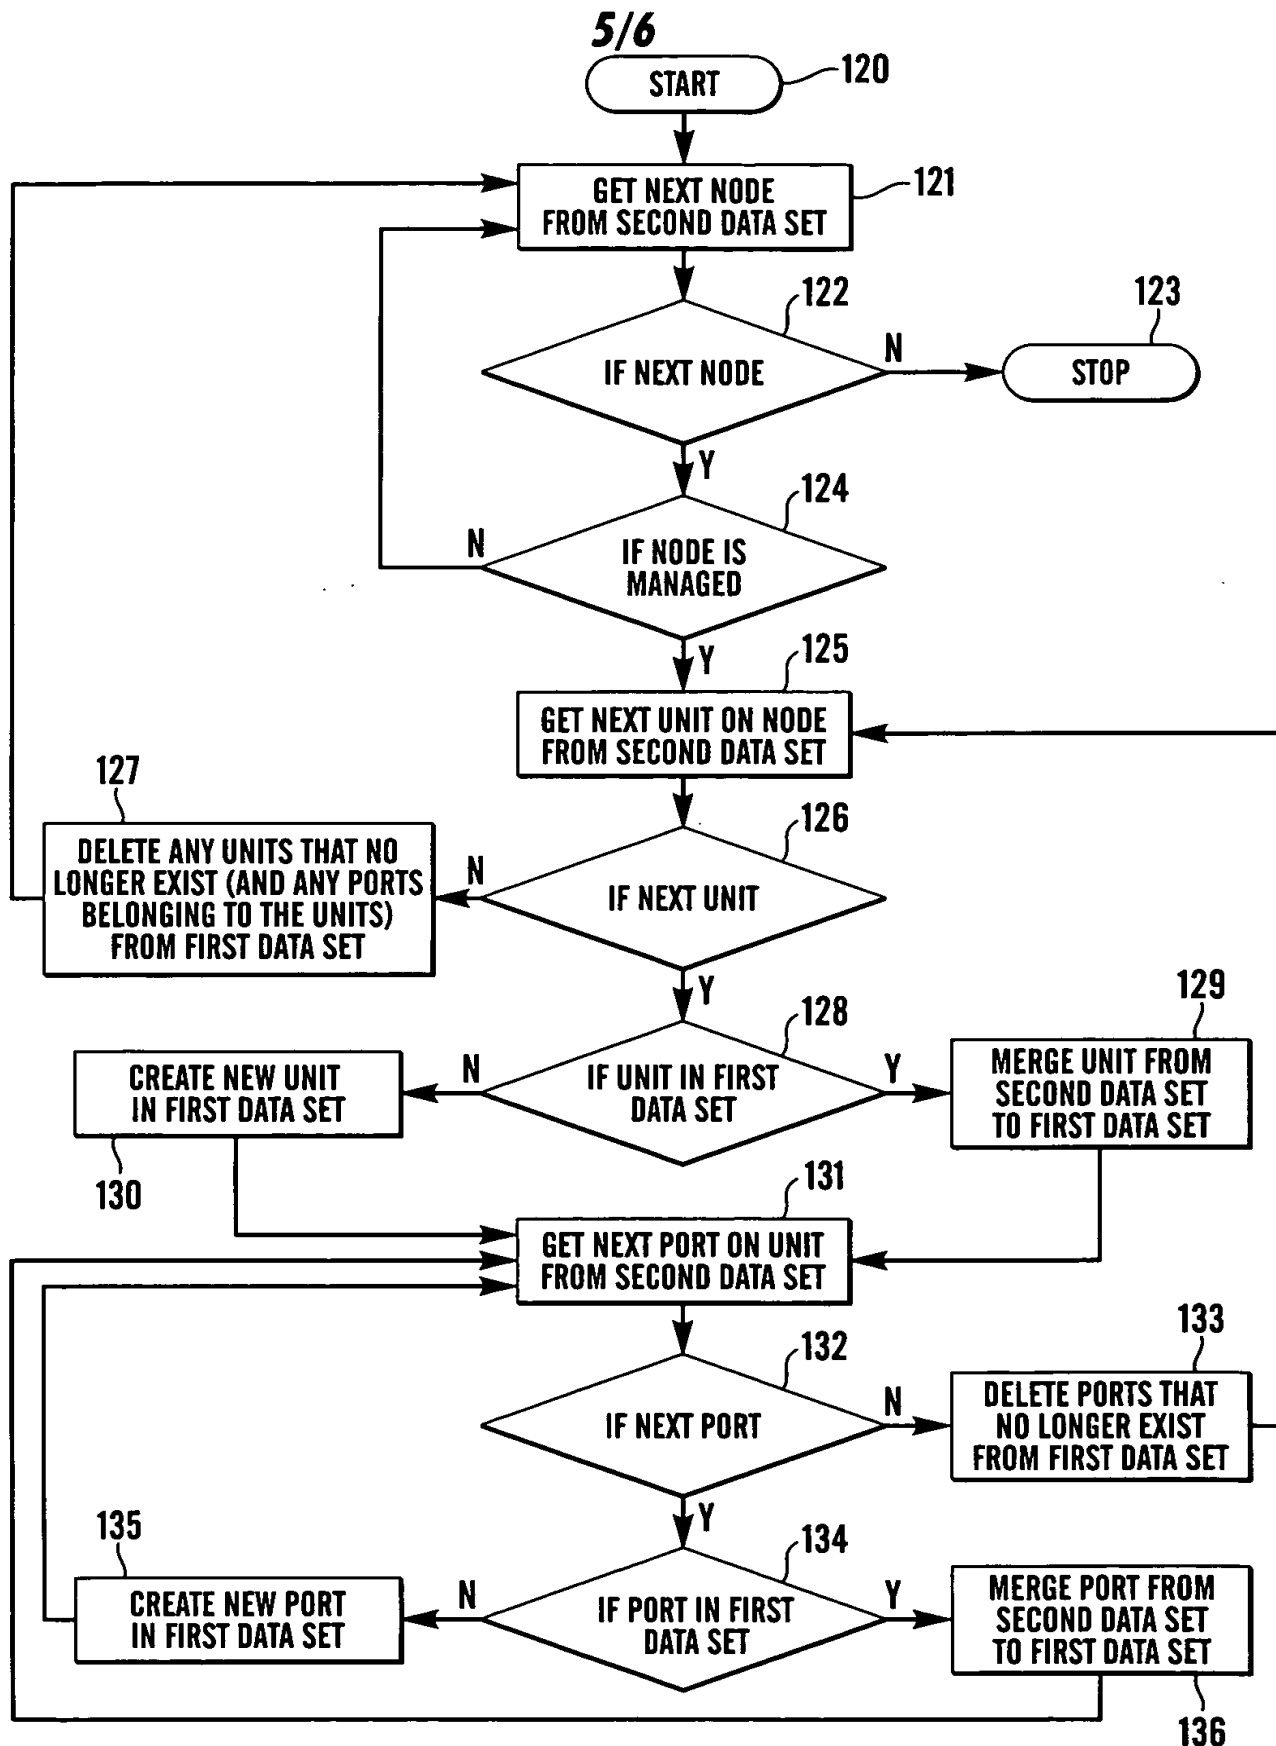 5/6
START
120
GET NEXT NODE
FROM SECOND DATA SET
121
122
IF NEXT NODE
N
123
STOP
Y
124
N
IF NODE IS
MANAGED
Y
125
GET NEXT UNIT ON NODE
FROM SECOND DATA SET
127
DELETE ANY UNITS THAT NO
LONGER EXIST (AND ANY PORTS
BELONGING TO THE UNITS)
FROM FIRST DATA SET
126
N
IF NEXT UNIT
Y
128
129
CREATE NEW UNIT
IN FIRST DATA SET
130
N
IF UNIT IN FIRST
DATA SET
Y
MERGE UNIT FROM
SECOND DATA SET
TO FIRST DATA SET
131
GET NEXT PORT ON UNIT
FROM SECOND DATA SET
132
IF NEXT PORT
N
133
DELETE PORTS THAT
NO LONGER EXIST
FROM FIRST DATA SET
Y
134
135
CREATE NEW PORT
IN FIRST DATA SET
N
IF PORT IN FIRST
DATA SET
Y
MERGE PORT FROM
SECOND DATA SET
TO FIRST DATA SET
136